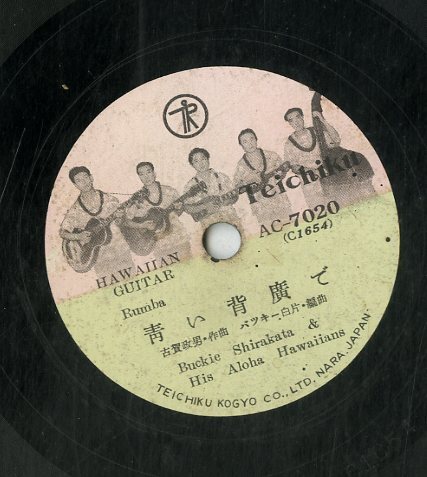 Teichiku
AC-7020
(C1654)
HAWAIIAN
GUITAR
Rumba
青い背廣で
古賀政男・作曲 バッキー白片・編曲
Buckie Shirakata &
His Aloha Hawaiians
TEICHIKU KOGYO CO., LTD. NARA. JAPAN.